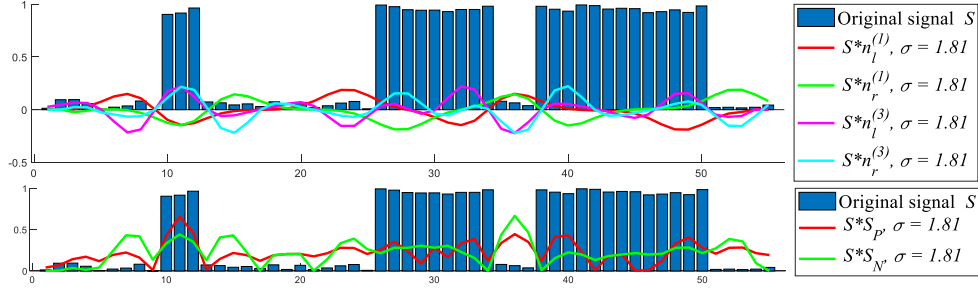 1
0.5
0
-0.5
0 10 20 30 40 50
Original signal S
S*n_l^(1), σ = 1.81
S*n_r^(1), σ = 1.81
S*n_l^(3), σ = 1.81
S*n_r^(3), σ = 1.81
1
0.5
0
0 10 20 30 40 50
Original signal S
S*S_P, σ = 1.81
S*S_N, σ = 1.81